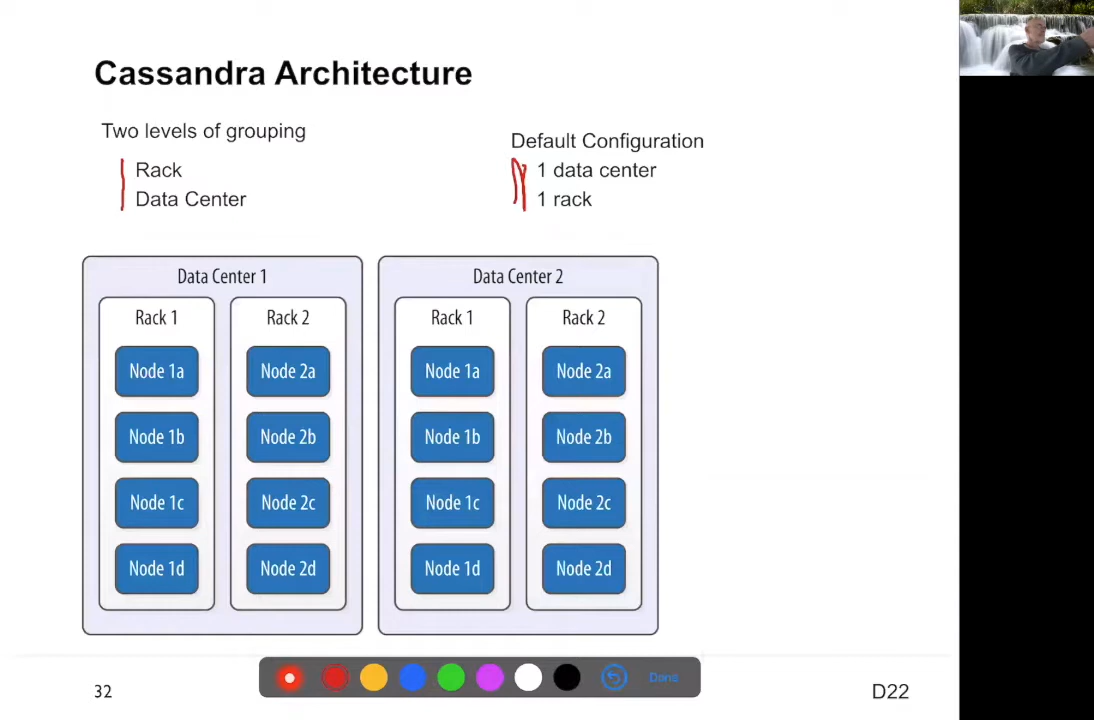 Cassandra Architecture
Two levels of grouping
Rack
Data Center
Default Configuration
1 data center
1 rack
Data Center 1
Rack 1
Node 1a
Node 1b
Node 1c
Node 1d
Rack 2
Node 2a
Node 2b
Node 2c
Node 2d
Data Center 2
Rack 1
Node 1a
Node 1b
Node 1c
Node 1d
Rack 2
Node 2a
Node 2b
Node 2c
Node 2d
Done
32
D22